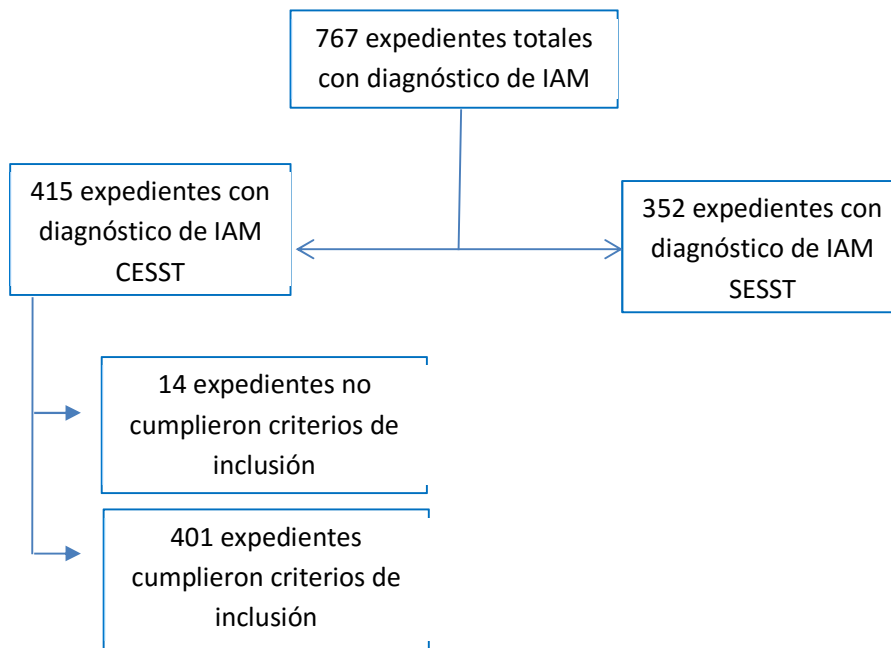 767 expedientes totales
con diagnóstico de IAM
415 expedientes con
diagnóstico de IAM
CESST
352 expedientes con
diagnóstico de IAM
SESST
14 expedientes no
cumplieron criterios de
inclusión
401 expedientes
cumplieron criterios de
inclusión